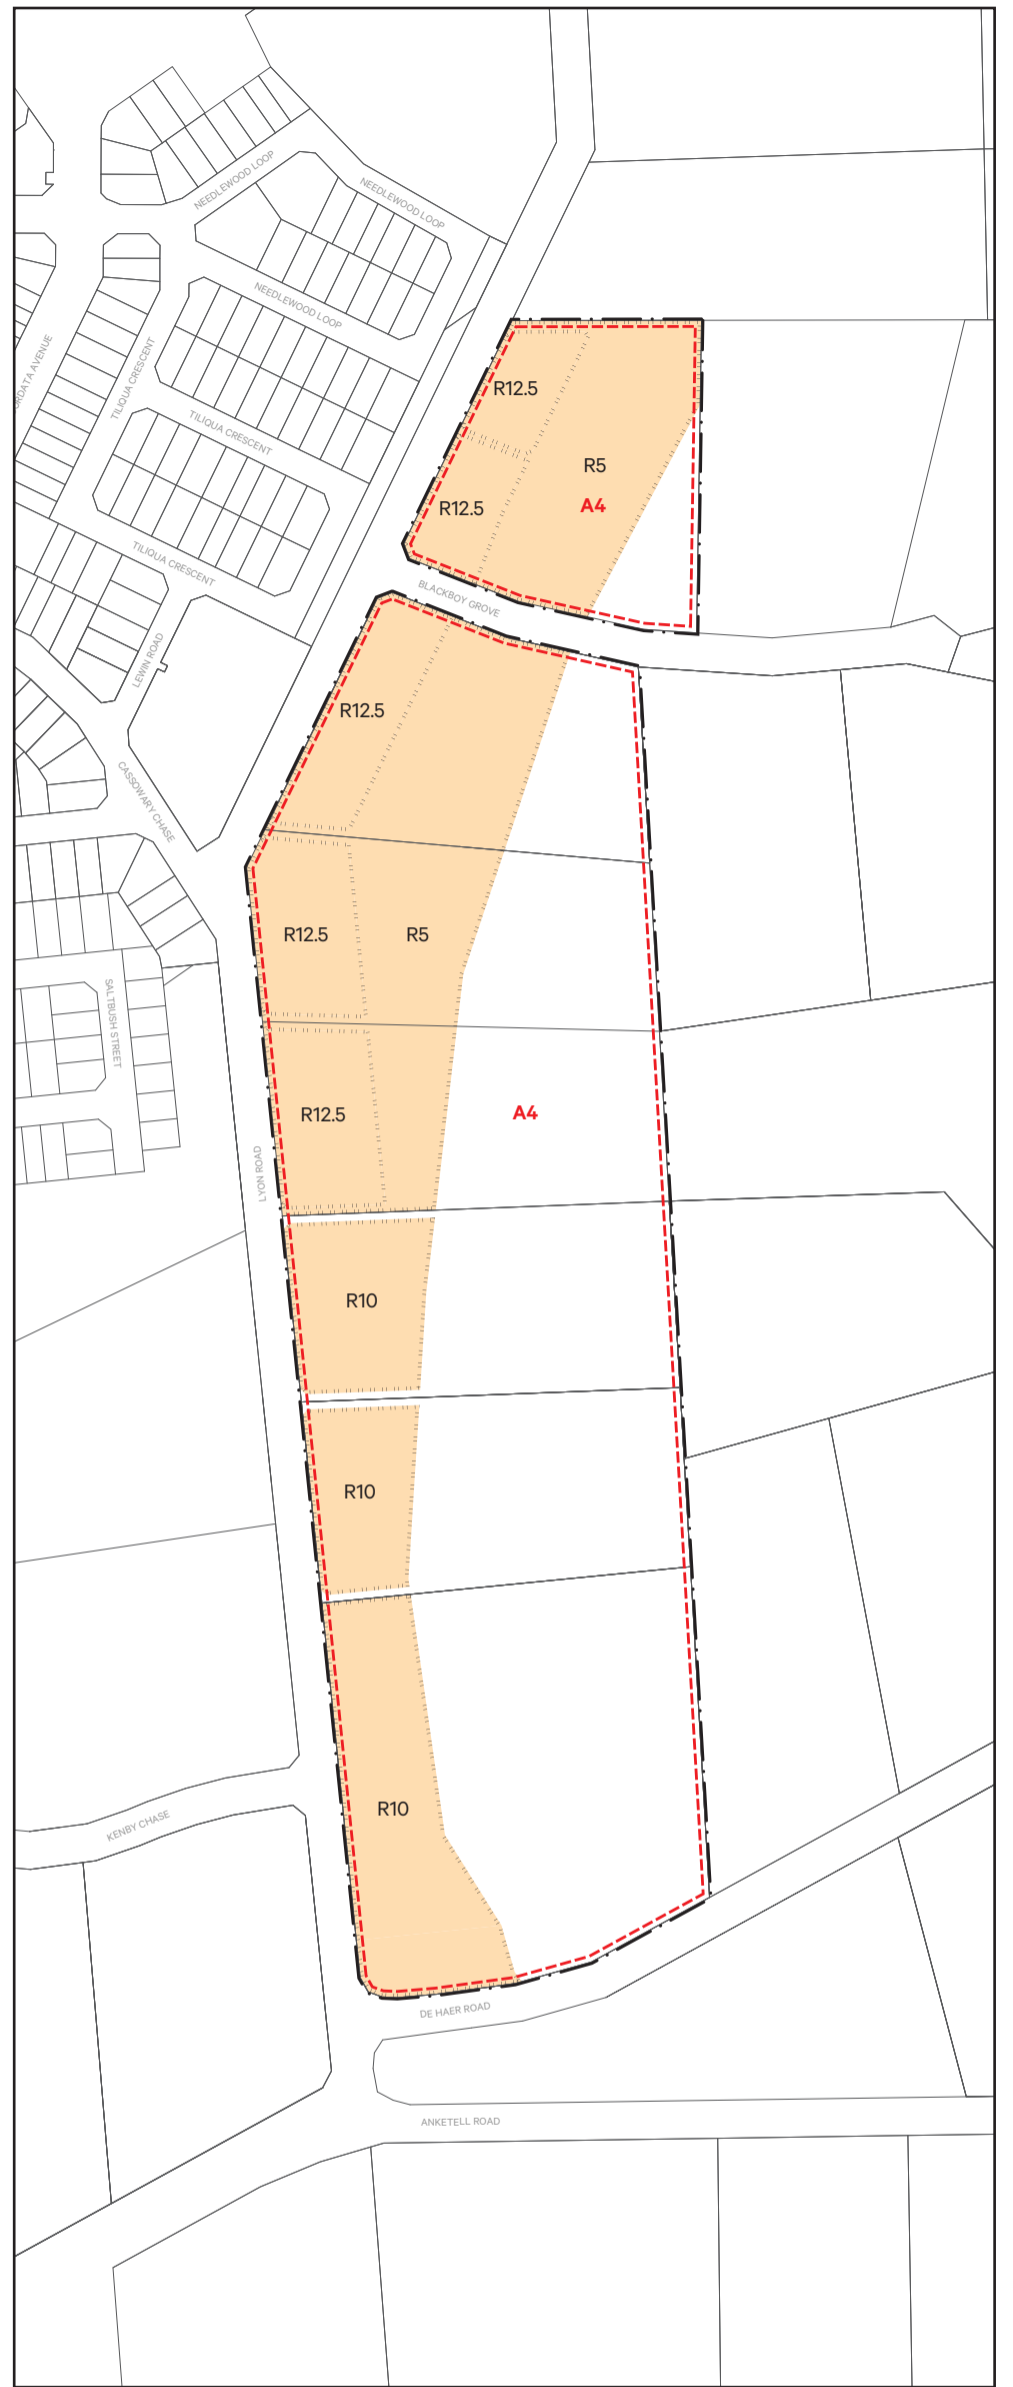 NEEDLEWOOD LOOP
NEEDLEWOOD LOOP
NEEDLEWOOD LOOP
TILIQUA CRESCENT
R12.5
TILIQUA CRESCENT
R5
A4
R12.5
TILIQUA CRESCENT
BLACKBOY GROVE
LEWIN ROAD
R12.5
CASSOWARY CHASE
R12.5
R5
SALTBUSH STREET
R12.5
A4
LYON ROAD
R10
R10
R10
KENBY CHASE
DE HAER ROAD
ANKETELL ROAD